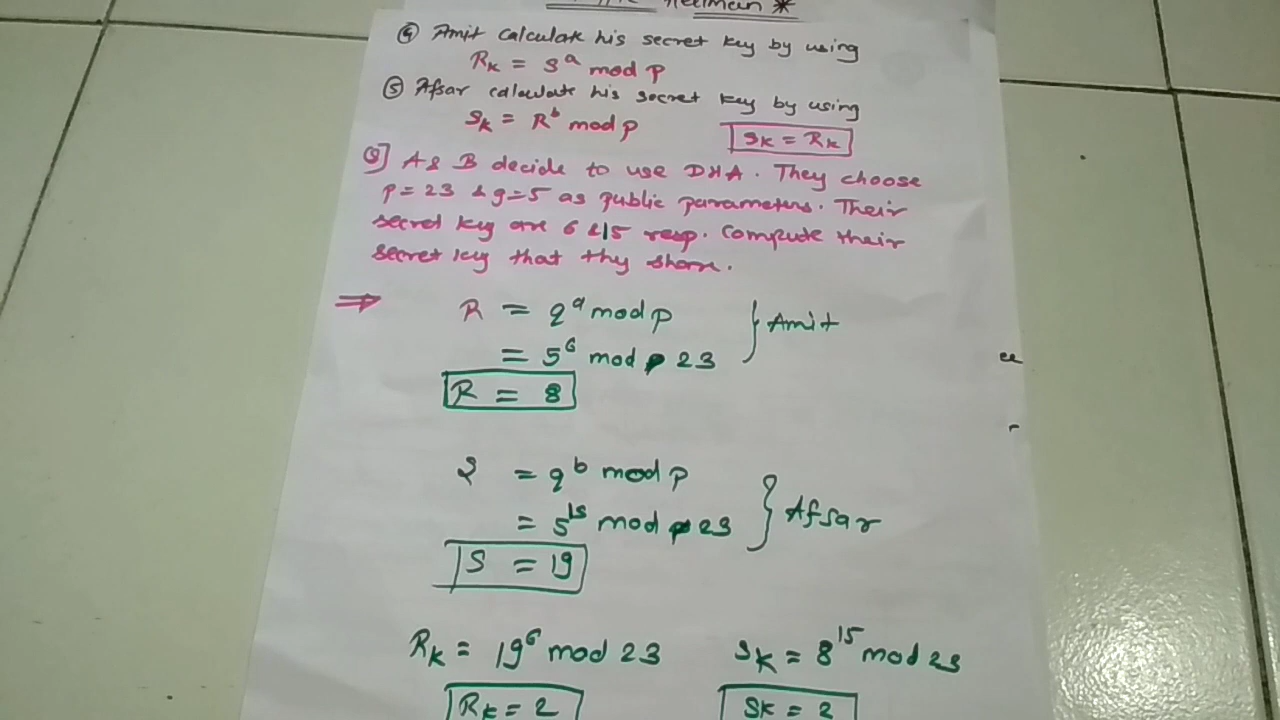 Hellman *
④ Amit calculate his secret key by using
Rk = S^a mod p
⑤ Afsar calculate his secret key by using
Sk = R^b mod p
Sk = Rk
Q] A & B decide to use DHA. They choose
p = 23 & g = 5 as public parameters. Their
secret key are 6 & 15 resp. Compute their
secret key that thy share.
⇒ R = g^a mod p } Amit
= 5^6 mod 23
R = 8
S = g^b mod p
= 5^15 mod 23 } Afsar
S = 19
Rk = 19^6 mod 23 Sk = 8^15 mod 23
Rk = 2 Sk = 2